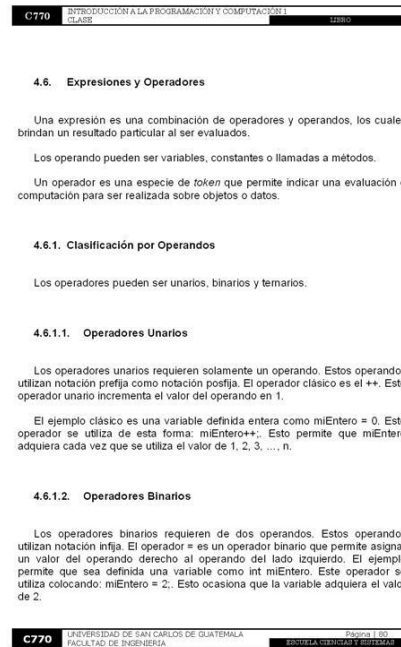 C770
INTRODUCCIÓN A LA PROGRAMACIÓN Y COMPUTACIÓN 1
CLASE
LIBRO
4.6. Expresiones y Operadores
Una expresión es una combinación de operadores y operandos, los cuale
brindan un resultado particular al ser evaluados.
Los operando pueden ser variables, constantes o llamadas a métodos.
Un operador es una especie de token que permite indicar una evaluación
computación para ser realizada sobre objetos o datos.
4.6.1. Clasificación por Operandos
Los operadores pueden ser unarios, binarios y ternarios.
4.6.1.1. Operadores Unarios
Los operadores unarios requieren solamente un operando. Estos operando
utilizan notación prefija como notación posfija. El operador clásico es el ++. Est
operador unario incrementa el valor del operando en 1.
El ejemplo clásico es una variable definida entera como miEntero = 0. Est
operador se utiliza de esta forma: miEntero++;. Esto permite que miEnter
adquiera cada vez que se utiliza el valor de 1, 2, 3, ..., n.
4.6.1.2. Operadores Binarios
Los operadores binarios requieren de dos operandos. Estos operando
utilizan notación infija. El operador = es un operador binario que permite asigna
un valor del operando derecho al operando del lado izquierdo. El ejempl
permite que sea definida una variable como int miEntero. Este operador s
utiliza colocando: miEntero = 2;. Esto ocasiona que la variable adquiera el valo
de 2.
C770
UNIVERSIDAD DE SAN CARLOS DE GUATEMALA
FACULTAD DE INGENIERIA
Página | 80
ESCUELA CIENCIAS Y SISTEMAS